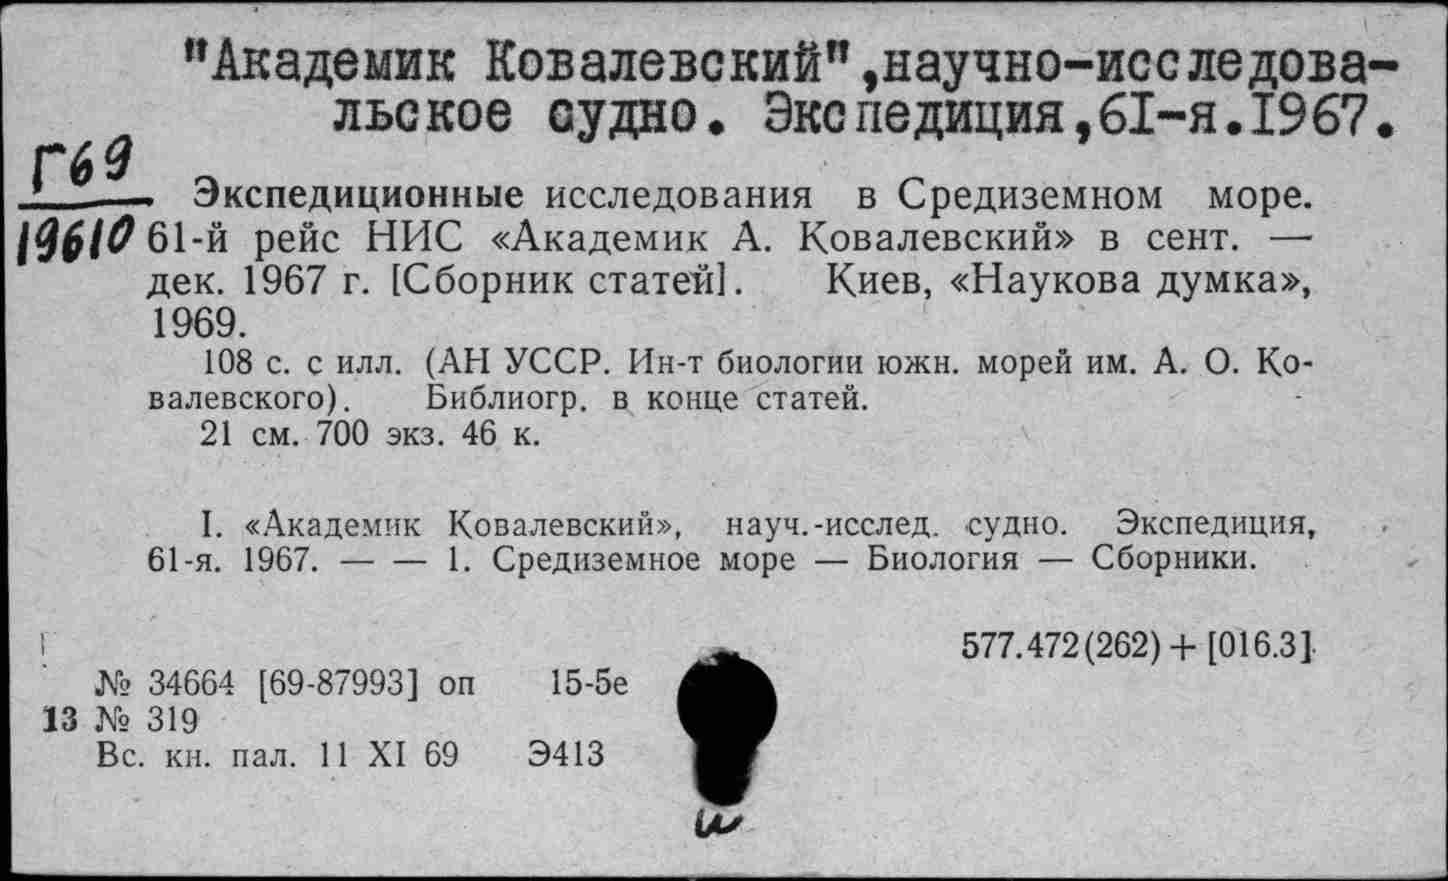 "Академик Ковалевский",научно-исследова-
льское судно. Экспедиция,61-я.1967.
Г69
19610
Экспедиционные исследования в Средиземном море.
61-й рейс НИС «Академик А. Ковалевский» в сент. —
дек. 1967 г. [Сборник статей]. Киев, «Наукова думка»,
1969.
108 с. с илл. (АН УССР. Ин-т биологии южн. морей им. А. О. Ко-
валевского). Библиогр. в конце статей.
21 см. 700 экз. 46 к.
I. «Академик Ковалевский», науч.-исслед. судно. Экспедиция,
61-я. 1967. — — 1. Средиземное море — Биология — Сборники.
577.472(262) + [016.3]
№ 34664 [69-87993] оп 15-5е
13 № 319
Вс. кн. пал. 11 XI 69 Э413